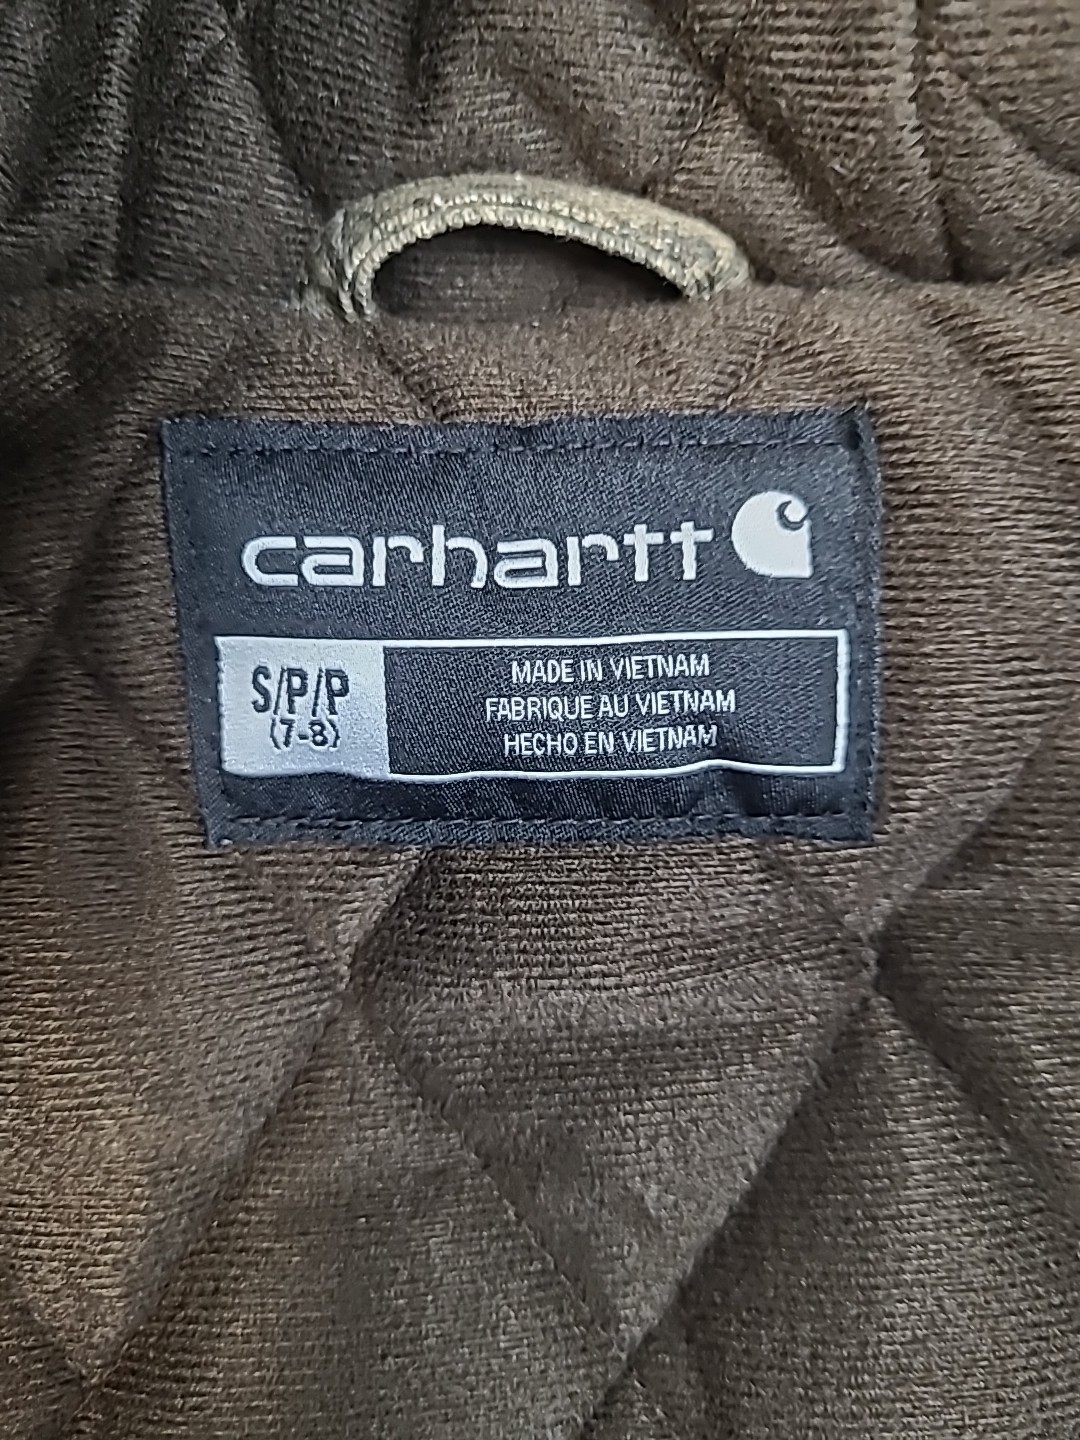 carhartt
S/P/P
(7-8)
MADE IN VIETNAM
FABRIQUE AU VIETNAM
HECHO EN VIETNAM